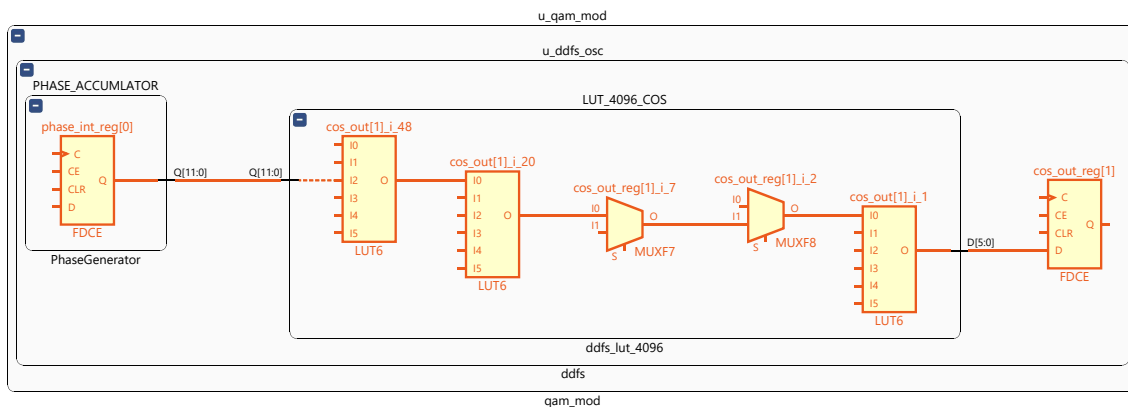 u_qam_mod
u_ddfs_osc
PHASE_ACCUMLATOR
LUT_4096_COS
phase_int_reg[0]
C
CE
CLR
D
Q
FDCE
PhaseGenerator
Q[11:0]
Q[11:0]
cos_out[1]_i_48
I0
I1
I2
I3
I4
I5
O
LUT6
cos_out[1]_i_20
I0
I1
I2
I3
I4
I5
O
LUT6
cos_out_reg[1]_i_7
I0
I1
O
S
MUXF7
cos_out_reg[1]_i_2
I0
I1
O
S
MUXF8
cos_out[1]_i_1
I0
I1
I2
I3
I4
I5
O
LUT6
D[5:0]
cos_out_reg[1]
C
CE
CLR
D
Q
FDCE
ddfs_lut_4096
ddfs
qam_mod